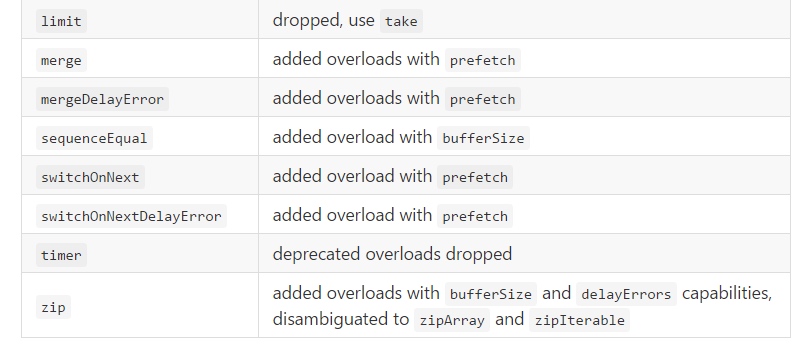 limit dropped, use take
merge added overloads with prefetch
mergeDelayError added overloads with prefetch
sequenceEqual added overload with bufferSize
switchOnNext added overload with prefetch
switchOnNextDelayError added overload with prefetch
timer deprecated overloads dropped
zip added overloads with bufferSize and delayErrors capabilities,
disambiguated to zipArray and zipIterable